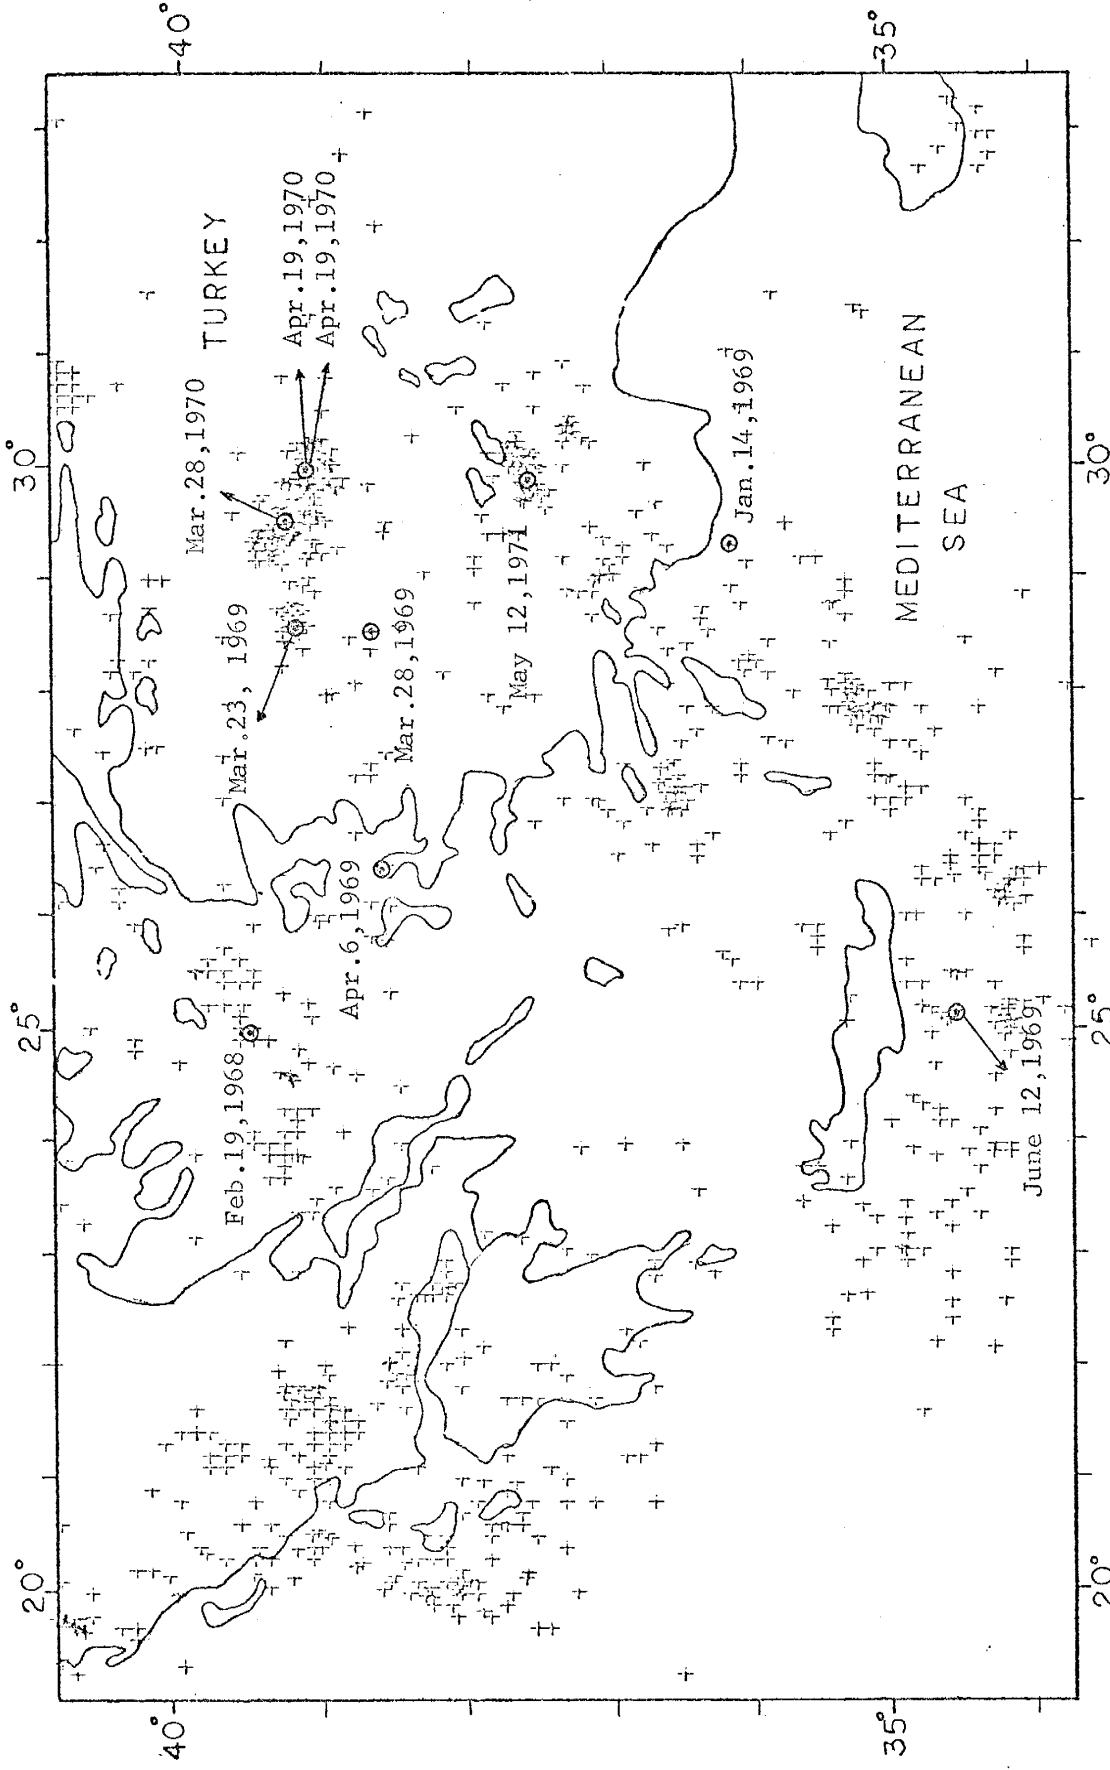 40°
35°
20°
25°
30°
TURKEY
Apr.19,1970
Apr.19,1970
Mar.28,1970
Mar.23, 1969
Mar.28,1969
May 12,1971
Jan.14,1969
Apr.6,1969
Feb.19,1968
June 12,1969
MEDITERRANEAN
SEA
40°
35°
20°
25°
30°